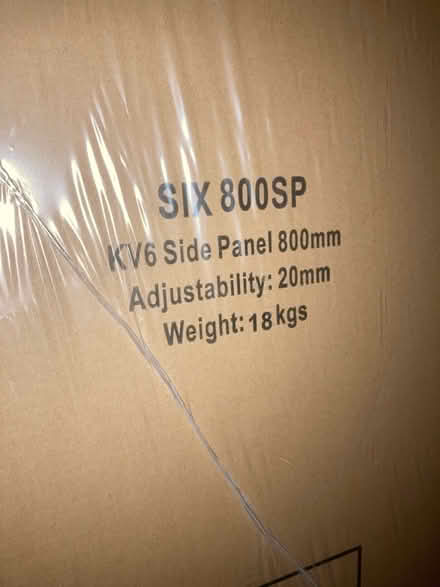 SIX 800SP
KV6 Side Panel 800mm
Adjustability: 20mm
Weight: 18 kgs